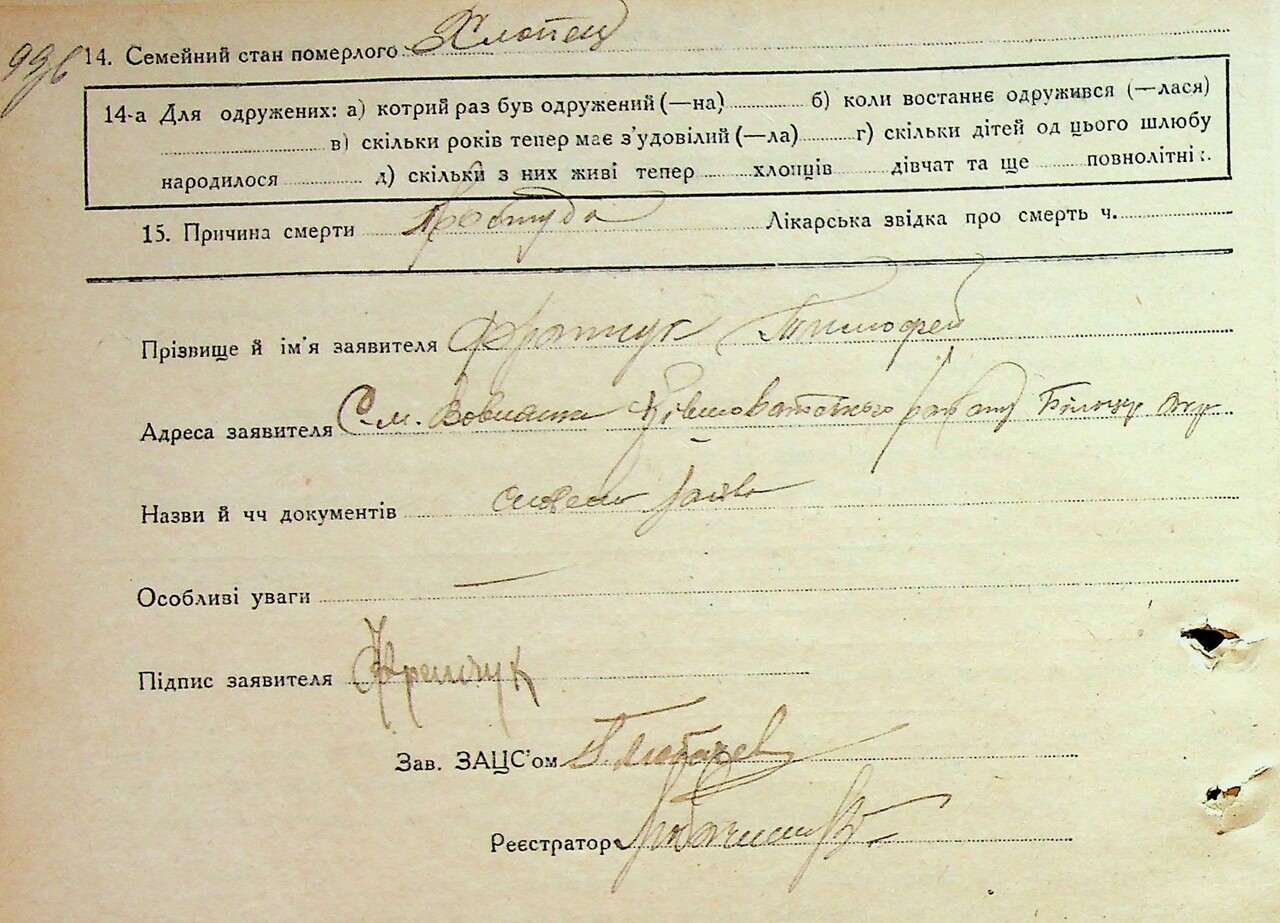 996
14. Семейний стан померлого Хлопец
14-а Для одружених: а) котрий раз був одружений (—на) ......... б) коли востаннє одружився (—лася)
......... в) скільки років тепер має з'удовілий (—ла) ......... г) скільки дітей од цього шлюбу
народилося ......... д) скільки з них живі тепер ......... хлопців ......... дівчат та ще ......... повнолітні х.
15. Причина смерти Простуда Лікарська звідка про смерть ч. .........
Прізвище й ім'я заявителя Тимофей
Адреса заявителя См.
Назви й чч документів
Особливі уваги —
Підпис заявителя
Зав. ЗАЦС'ом
Реєстратор